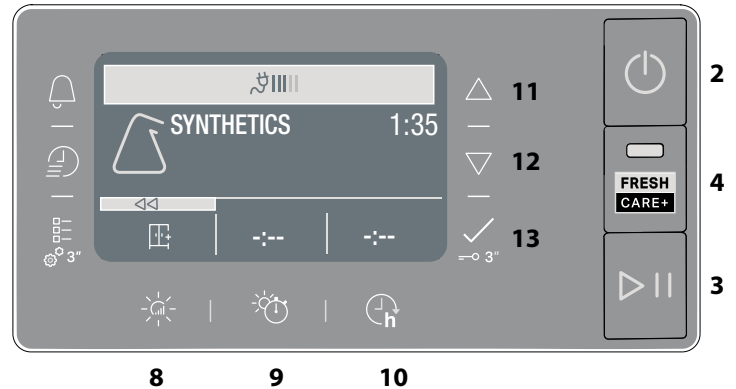 SYNTHETICS 1:35
-:-- -:--
11
12
13
3"
3"
h
2
FRESH
CARE+
4
3
8 9 10